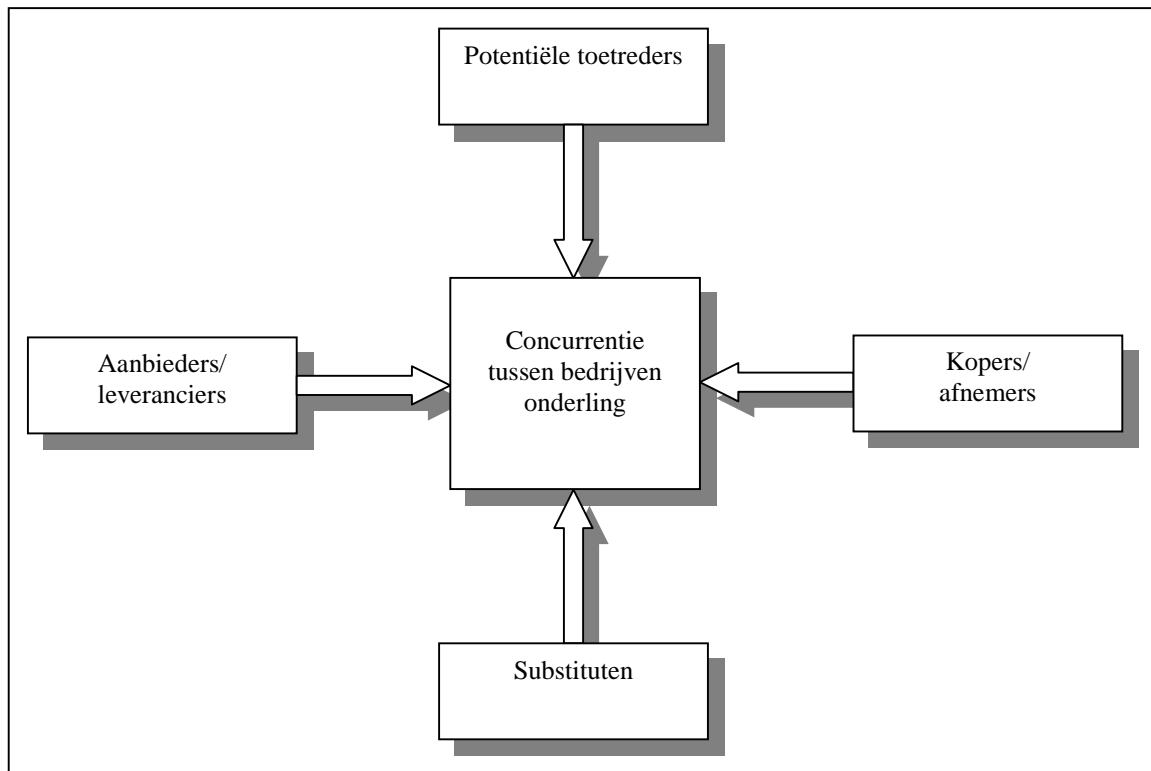 Potentiële toetreders
Aanbieders/
leveranciers
Concurrentie
tussen bedrijven
onderling
Kopers/
afnemers
Substituten